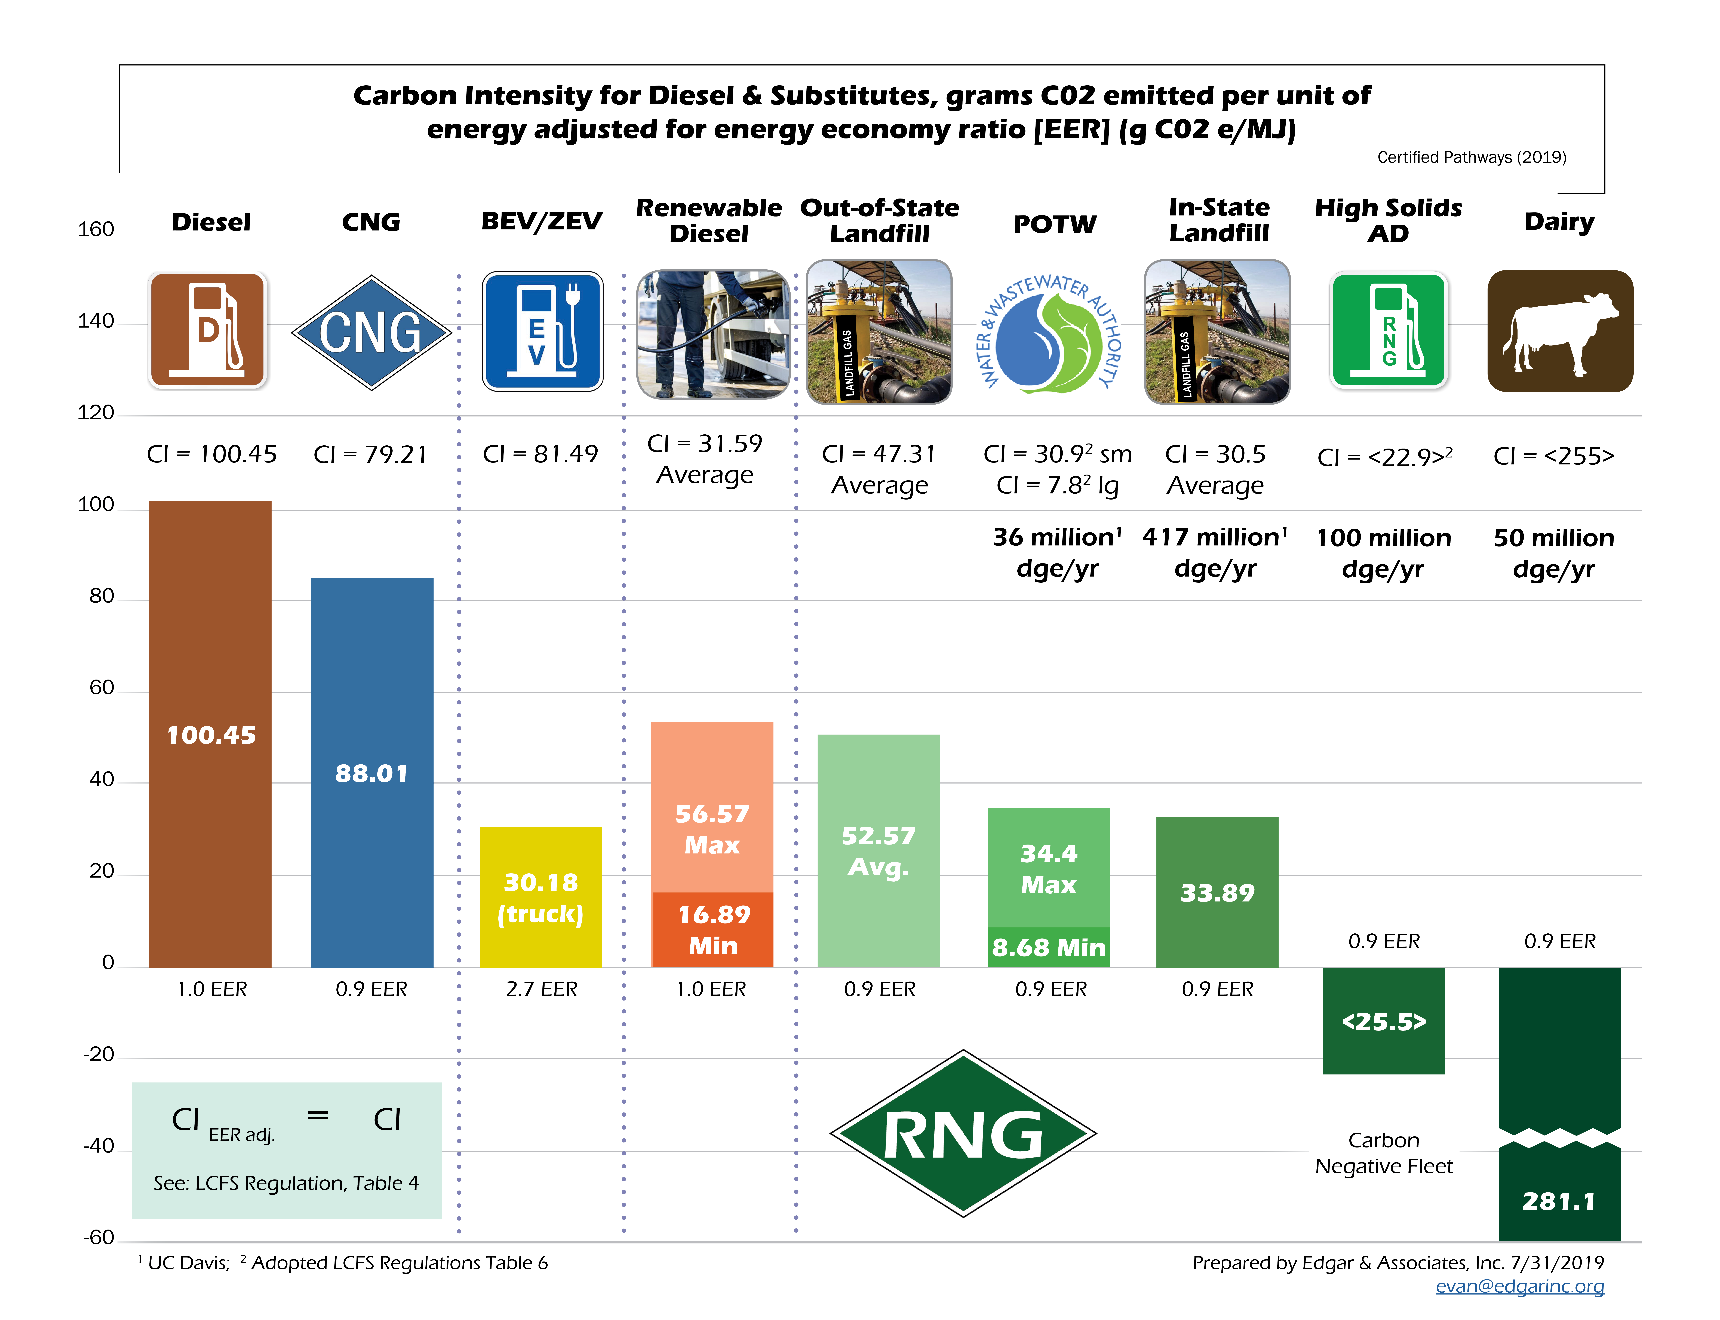 Carbon Intensity for Diesel & Substitutes, grams C02 emitted per unit of
energy adjusted for energy economy ratio [EER] (g C02 e/MJ)
Certified Pathways (2019)
Diesel
CNG
BEV/ZEV
Renewable
Diesel
Out-of-State
Landfill
POTW
In-State
Landfill
High Solids
AD
Dairy
160
140
120
100
80
60
40
20
0
-20
-40
-60
D
CNG
E
V
LANDFILL GAS
WATER & WASTEWATER AUTHORITY
LANDFILL GAS
R
N
G
CI = 100.45
CI = 79.21
CI = 81.49
CI = 31.59
Average
CI = 47.31
Average
CI = 30.9² sm
CI = 7.8² lg
CI = 30.5
Average
CI = <22.9>²
CI = <255>
36 million¹
dge/yr
417 million¹
dge/yr
100 million
dge/yr
50 million
dge/yr
100.45
88.01
30.18
(truck)
56.57
Max
16.89
Min
52.57
Avg.
34.4
Max
8.68 Min
33.89
0.9 EER
0.9 EER
1.0 EER
0.9 EER
2.7 EER
1.0 EER
0.9 EER
0.9 EER
0.9 EER
<25.5>
CI EER adj. = CI
See: LCFS Regulation, Table 4
RNG
Carbon
Negative Fleet
281.1
¹ UC Davis; ² Adopted LCFS Regulations Table 6
Prepared by Edgar & Associates, Inc. 7/31/2019
evan@edgarinc.org